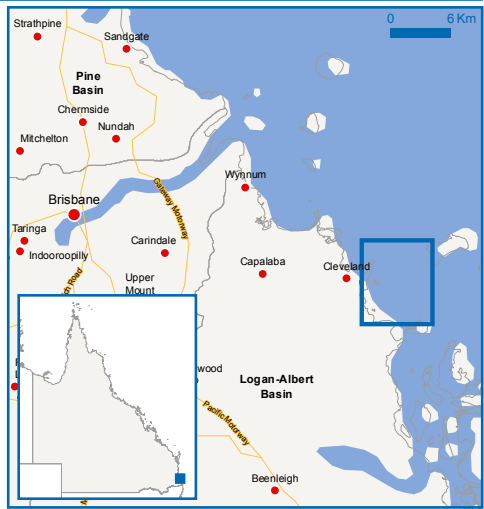 0 6 Km
Strathpine
Sandgate
Pine
Basin
Chermside
Nundah
Mitchelton
Wynnum
Gateway Motorway
Brisbane
Taringa
Carindale
Indooroopilly
Capalaba
Cleveland
Upper
Mount
Road
wood
Logan-Albert
Basin
Pacific Motorway
Beenleigh